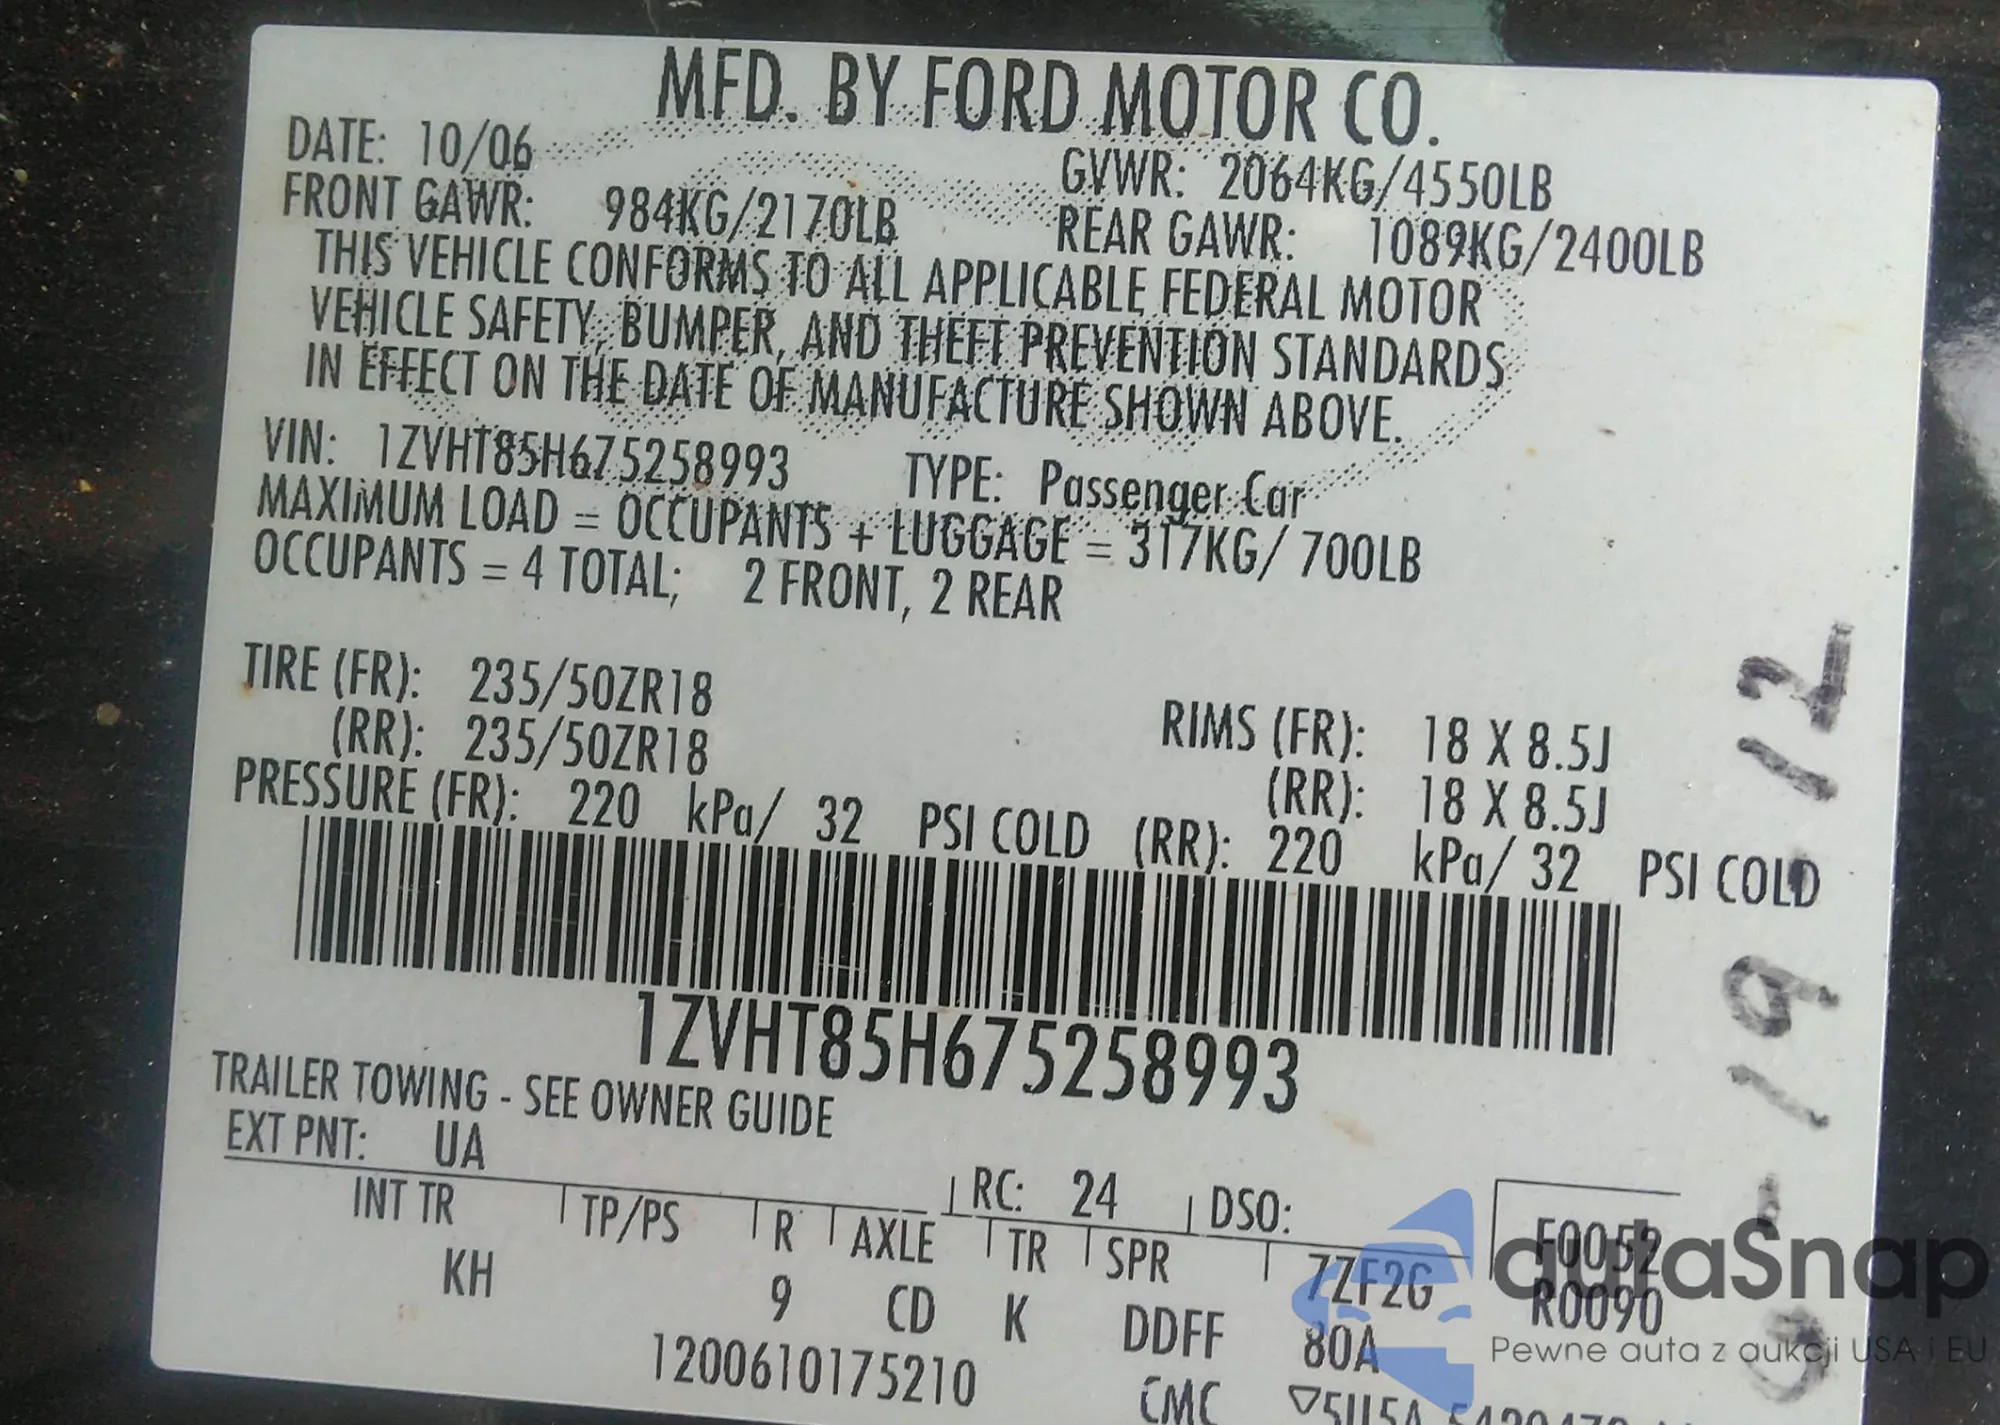 MFD. BY FORD MOTOR CO.
DATE: 10/06 GVWR: 2064KG/4550LB
FRONT GAWR: 984KG/2170LB REAR GAWR: 1089KG/2400LB
THIS VEHICLE CONFORMS TO ALL APPLICABLE FEDERAL MOTOR
VEHICLE SAFETY, BUMPER, AND THEFT PREVENTION STANDARDS
IN EFFECT ON THE DATE OF MANUFACTURE SHOWN ABOVE.
VIN: 1ZVHT85H675258993 TYPE: Passenger Car
MAXIMUM LOAD = OCCUPANTS + LUGGAGE = 317KG/ 700LB
OCCUPANTS = 4 TOTAL; 2 FRONT, 2 REAR
TIRE (FR): 235/50ZR18 RIMS (FR): 18 X 8.5J
(RR): 235/50ZR18 (RR): 18 X 8.5J
PRESSURE (FR): 220 kPa/ 32 PSI COLD (RR): 220 kPa/ 32 PSI COLD
1ZVHT85H675258993
TRAILER TOWING - SEE OWNER GUIDE
EXT PNT: UA RC: 24 DSO:
INT TR TP/PS R AXLE TR SPR 7ZF2G F0052
KH 9 CD K DDFF 80A R0090
1200610175210 CMC
19 12
autaSnap
Pewne auta z aukcji USA i EU